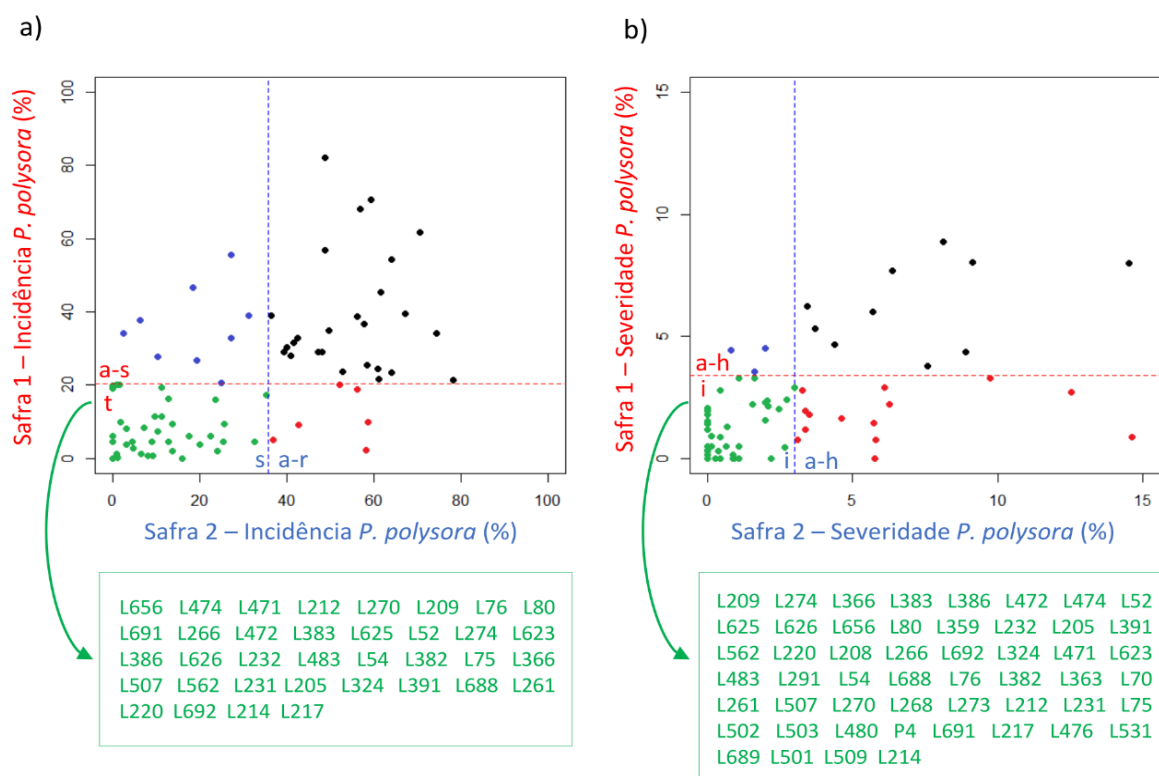 a)
Safra 1 – Incidência P. polysora (%)
100
80
60
40
20
0
a-s
t
s a-r
0 20 40 60 80 100
Safra 2 – Incidência P. polysora (%)
L656 L474 L471 L212 L270 L209 L76 L80
L691 L266 L472 L383 L625 L52 L274 L623
L386 L626 L232 L483 L54 L382 L75 L366
L507 L562 L231 L205 L324 L391 L688 L261
L220 L692 L214 L217
b)
Safra 1 – Severidade P. polysora (%)
15
10
5
0
a-h
i
i a-h
0 5 10 15
Safra 2 – Severidade P. polysora (%)
L209 L274 L366 L383 L386 L472 L474 L52
L625 L626 L656 L80 L359 L232 L205 L391
L562 L220 L208 L266 L692 L324 L471 L623
L483 L291 L54 L688 L76 L382 L363 L70
L261 L507 L270 L268 L273 L212 L231 L75
L502 L503 L480 P4 L691 L217 L476 L531
L689 L501 L509 L214